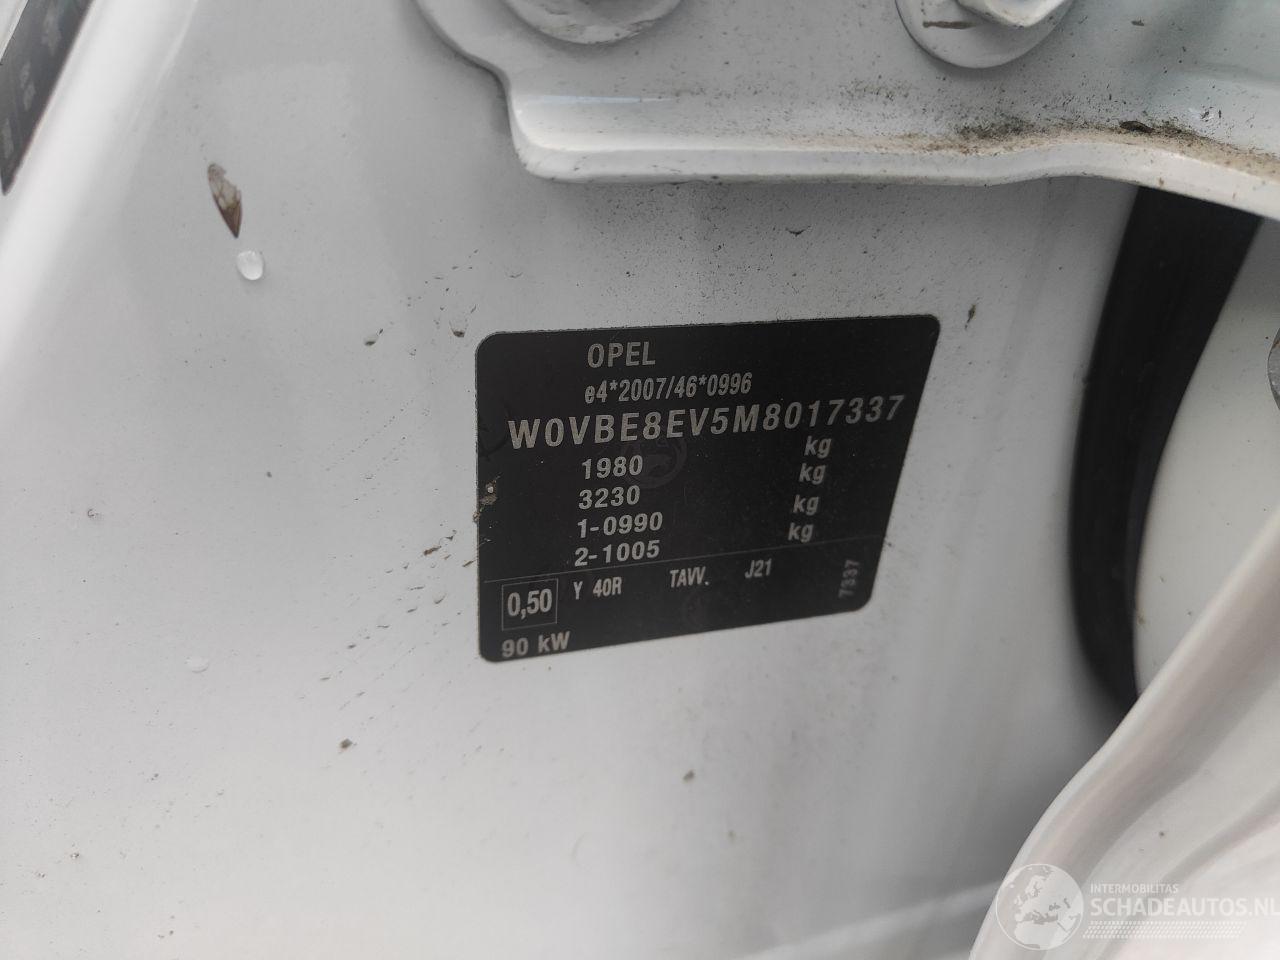 OPEL
e4*2007/46*0996
W0VBE8EV5M8017337
1980 kg
3230 kg
1-0990 kg
2-1005 kg
0,50 Y 40R TAVV. J21 7337
90 kW
INTERMOBILITAS
SCHADEAUTOS.NL